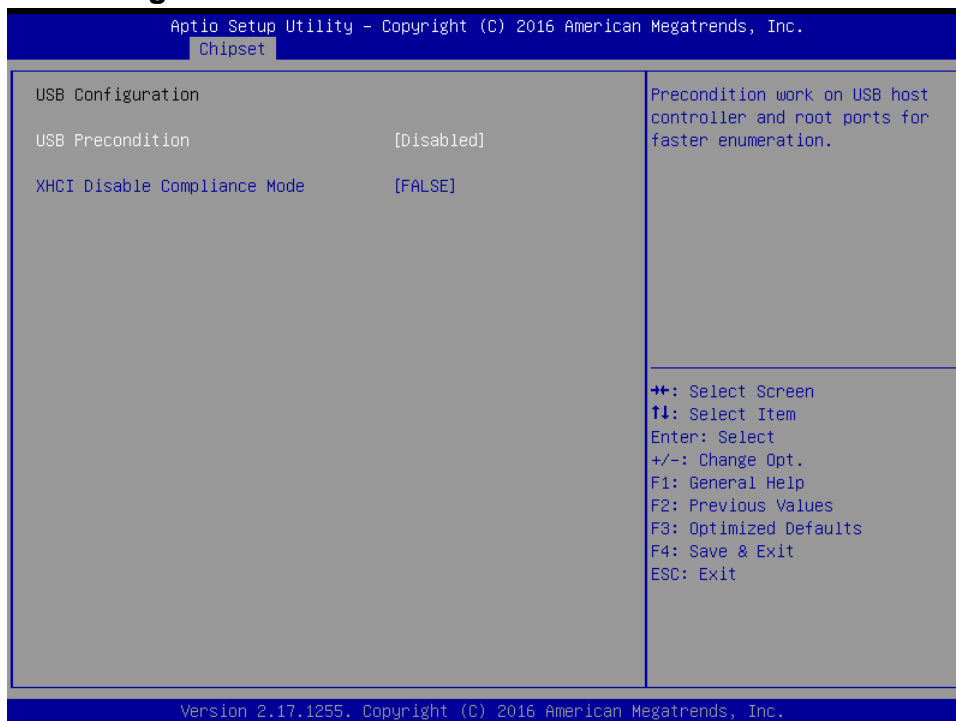 Aptio Setup Utility – Copyright (C) 2016 American Megatrends, Inc.
Chipset
USB Configuration
USB Precondition [Disabled]
XHCI Disable Compliance Mode [FALSE]
Precondition work on USB host
controller and root ports for
faster enumeration.
→←: Select Screen
↑↓: Select Item
Enter: Select
+/-: Change Opt.
F1: General Help
F2: Previous Values
F3: Optimized Defaults
F4: Save & Exit
ESC: Exit
Version 2.17.1255. Copyright (C) 2016 American Megatrends, Inc.